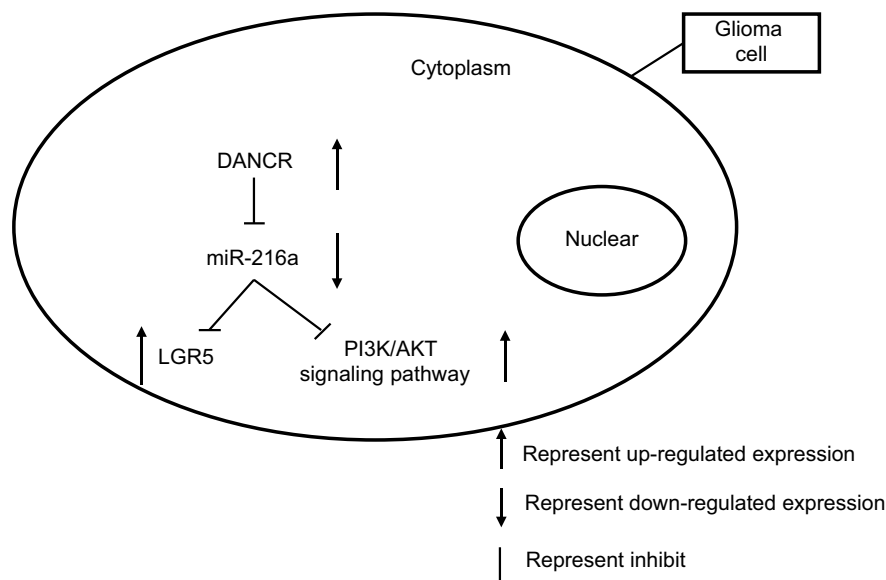 Glioma
cell
Cytoplasm
DANCR
Nuclear
miR-216a
LGR5
PI3K/AKT
signaling pathway
Represent up-regulated expression
Represent down-regulated expression
Represent inhibit